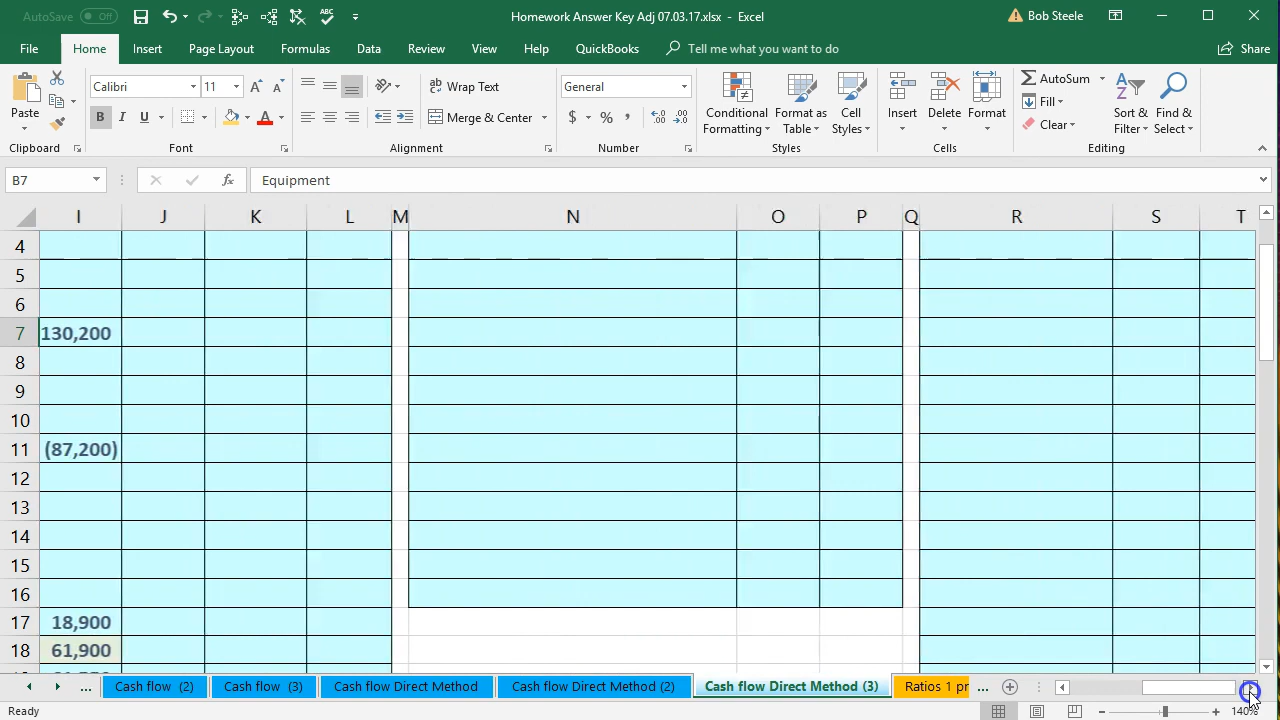 AutoSave Off Homework Answer Key Adj 07.03.17.xlsx - Excel Bob Steele
File Home Insert Page Layout Formulas Data Review View Help QuickBooks Tell me what you want to do Share
Paste Calibri 11 Wrap Text General AutoSum
B I U A Merge & Center $ % , Conditional Formatting Format as Table Cell Styles Insert Delete Format Fill Clear Sort & Filter Find & Select
Clipboard Font Alignment Number Styles Cells Editing
B7 fx Equipment
I J K L M N O P Q R S T
4
5
6
7 130,200
8
9
10
11 (87,200)
12
13
14
15
16
17 18,900
18 61,900
... Cash flow (2) Cash flow (3) Cash flow Direct Method Cash flow Direct Method (2) Cash flow Direct Method (3) Ratios 1 pr ...
Ready 140%